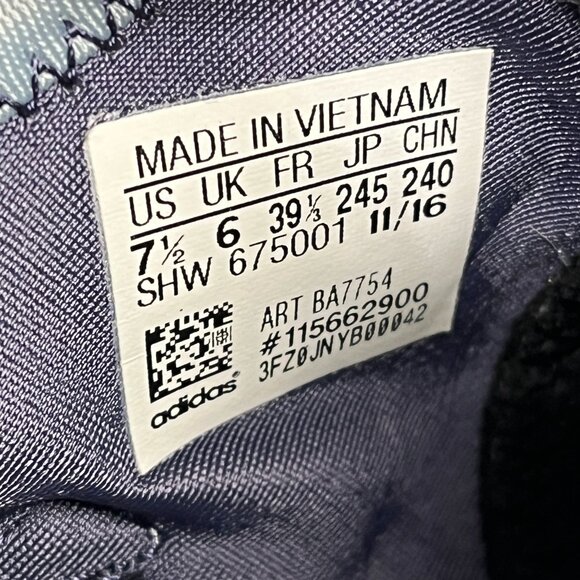 MADE IN VIETNAM
US UK FR JP CHN
7½ 6 39⅓ 245 240
SHW 675001 11/16
ART BA7754
#115662900
3FZ0JNYB00042
adidas